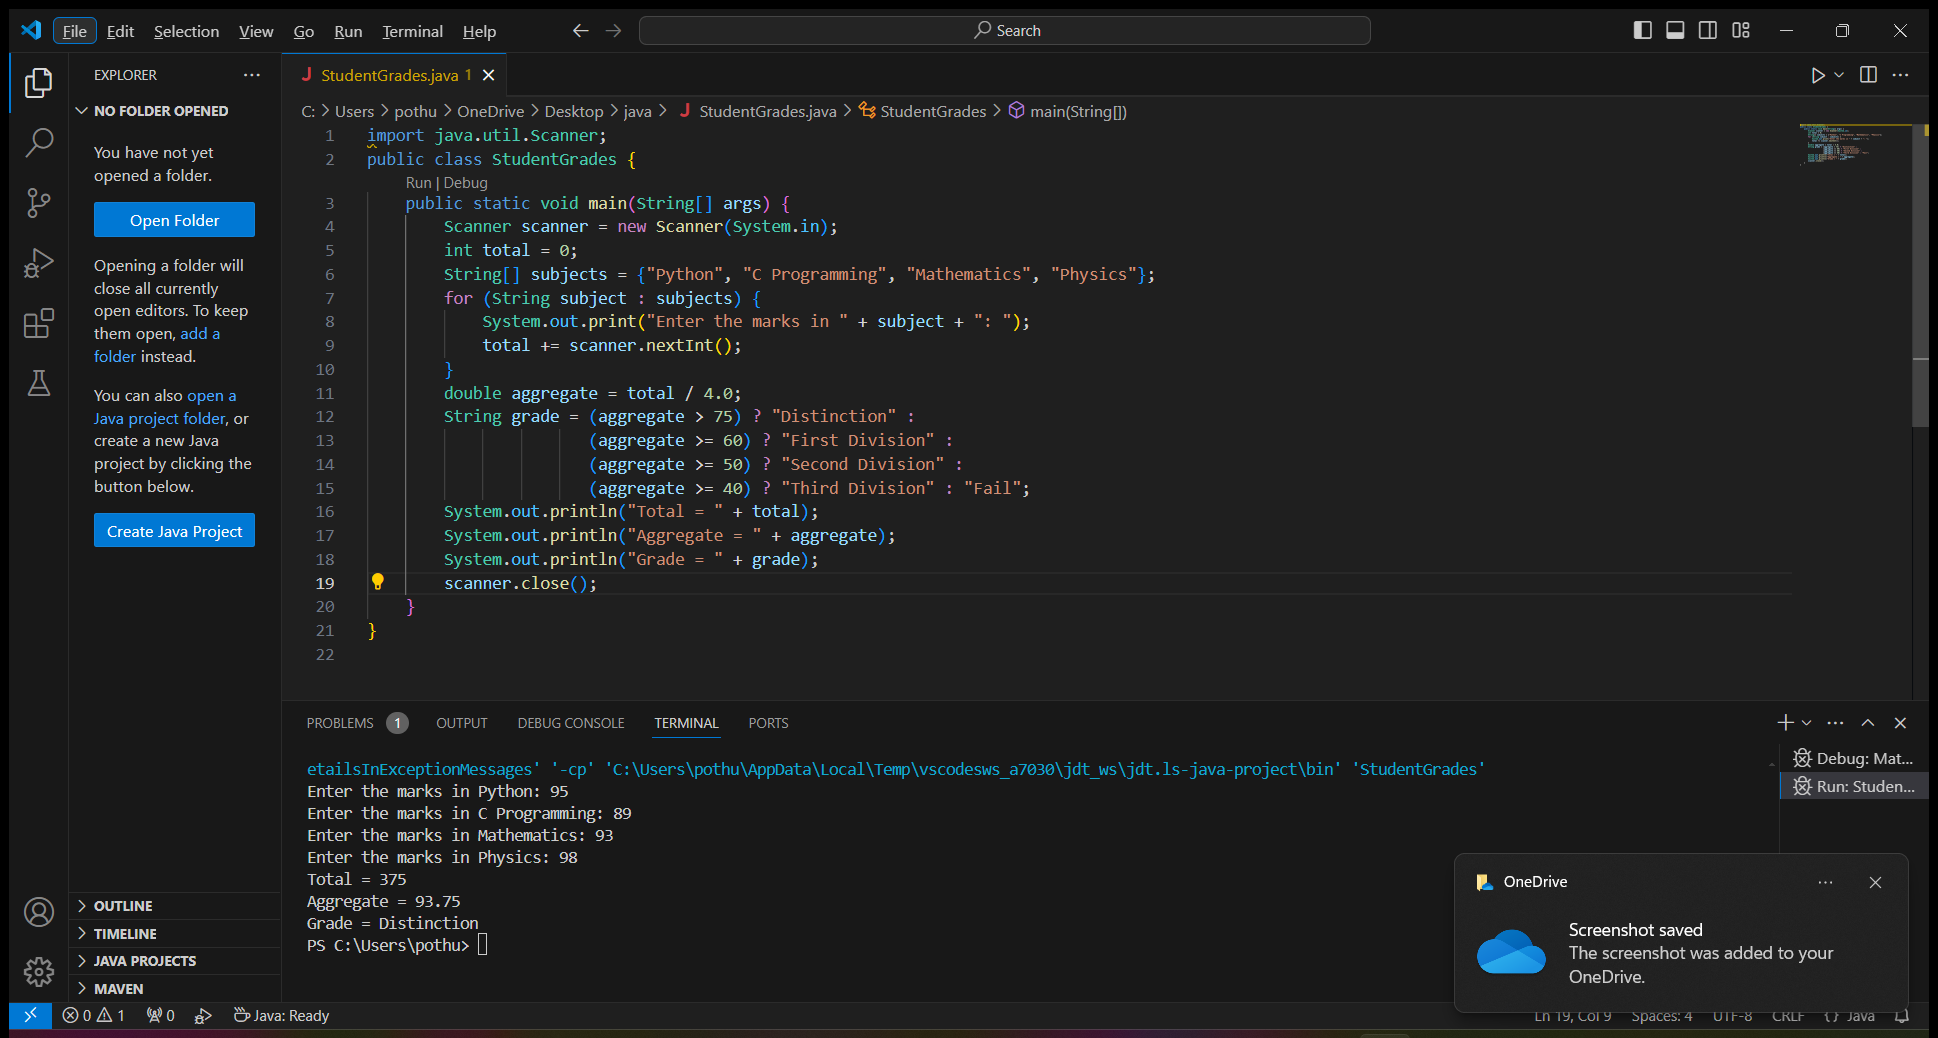 File Edit Selection View Go Run Terminal Help
Search
EXPLORER
NO FOLDER OPENED
You have not yet
opened a folder.
Open Folder
Opening a folder will
close all currently
open editors. To keep
them open, add a
folder instead.
You can also open a
Java project folder, or
create a new Java
project by clicking the
button below.
Create Java Project
OUTLINE
TIMELINE
JAVA PROJECTS
MAVEN
J StudentGrades.java 1
C: > Users > pothu > OneDrive > Desktop > java > J StudentGrades.java > StudentGrades > main(String[])
1 import java.util.Scanner;
2 public class StudentGrades {
Run | Debug
3 public static void main(String[] args) {
4 Scanner scanner = new Scanner(System.in);
5 int total = 0;
6 String[] subjects = {"Python", "C Programming", "Mathematics", "Physics"};
7 for (String subject : subjects) {
8 System.out.print("Enter the marks in " + subject + ": ");
9 total += scanner.nextInt();
10 }
11 double aggregate = total / 4.0;
12 String grade = (aggregate > 75) ? "Distinction" :
13 (aggregate >= 60) ? "First Division" :
14 (aggregate >= 50) ? "Second Division" :
15 (aggregate >= 40) ? "Third Division" : "Fail";
16 System.out.println("Total = " + total);
17 System.out.println("Aggregate = " + aggregate);
18 System.out.println("Grade = " + grade);
19 scanner.close();
20 }
21 }
22
PROBLEMS 1 OUTPUT DEBUG CONSOLE TERMINAL PORTS
etailsInExceptionMessages' '-cp' 'C:\Users\pothu\AppData\Local\Temp\vscodesws_a7030\jdt_ws\jdt.ls-java-project\bin' 'StudentGrades'
Enter the marks in Python: 95
Enter the marks in C Programming: 89
Enter the marks in Mathematics: 93
Enter the marks in Physics: 98
Total = 375
Aggregate = 93.75
Grade = Distinction
PS C:\Users\pothu>
Debug: Mat...
Run: Studen...
OneDrive
Screenshot saved
The screenshot was added to your
OneDrive.
0 1 0 Java: Ready
Ln 19, Col 9 Spaces: 4 UTF-8 CRLF {} Java